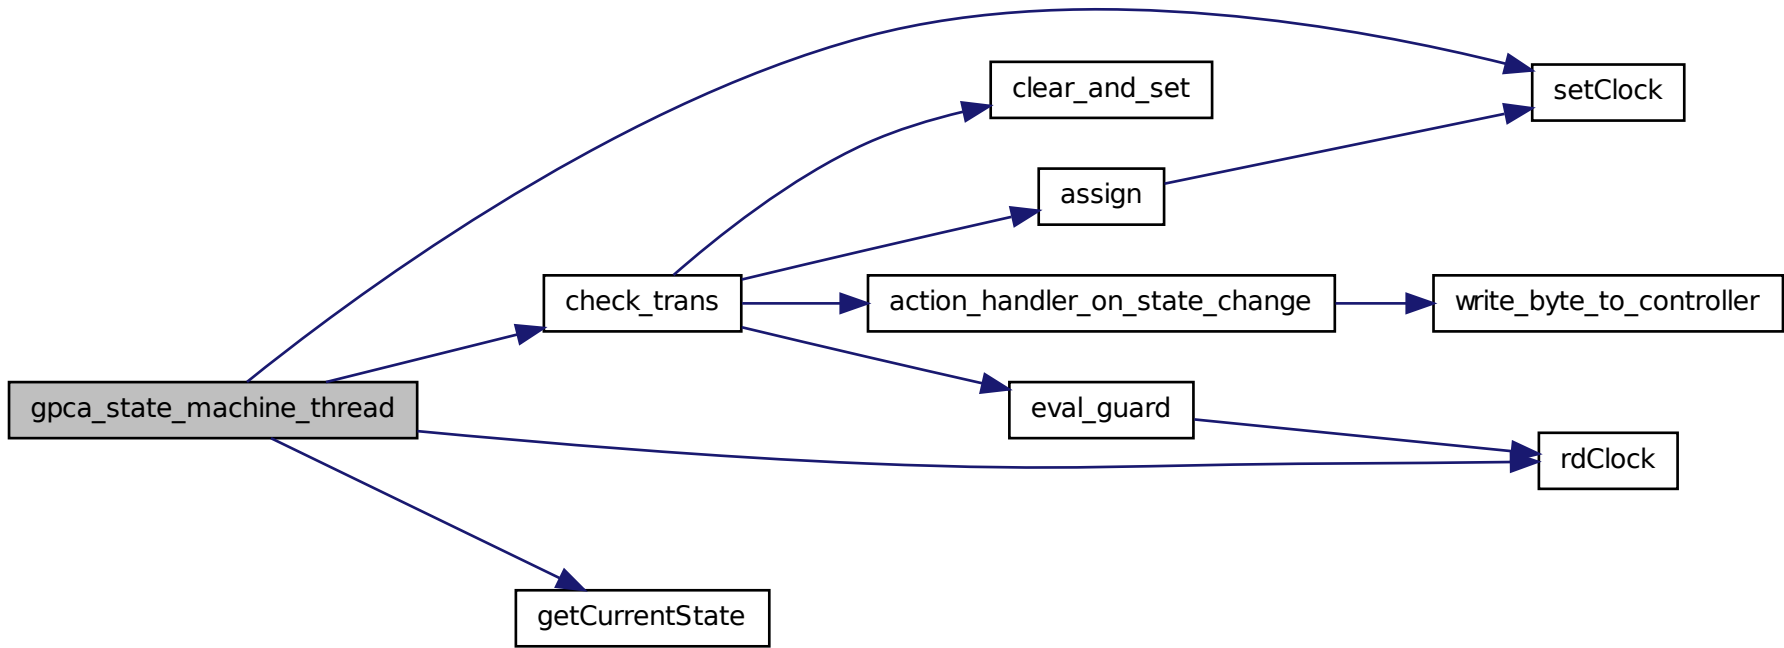 clear_and_set
setClock
assign
check_trans
action_handler_on_state_change
write_byte_to_controller
gpca_state_machine_thread
eval_guard
rdClock
getCurrentState